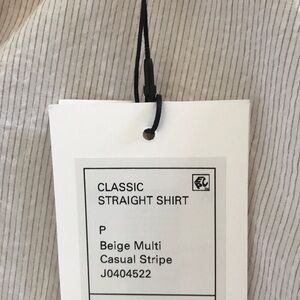 CLASSIC
STRAIGHT SHIRT
P
Beige Multi
Casual Stripe
J0404522